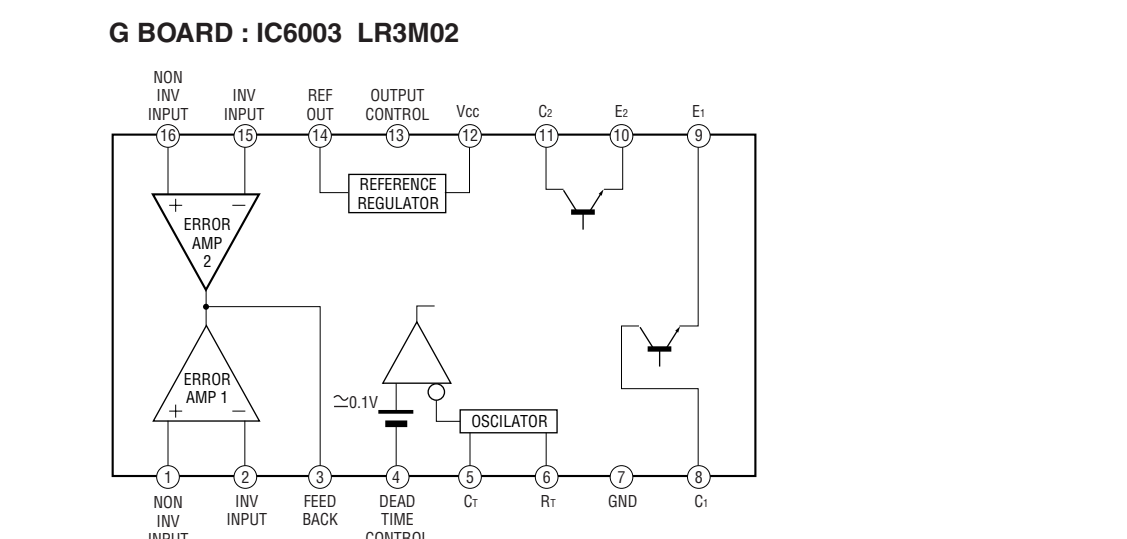 G BOARD : IC6003 LR3M02
NON
INV
INPUT
INV
INPUT
REF
OUT
OUTPUT
CONTROL
Vcc
C2
E2
E1
16
15
14
13
12
11
10
9
REFERENCE
REGULATOR
+ −
ERROR
AMP
2
ERROR
AMP 1
+ −
≃0.1V
OSCILATOR
1
2
3
4
5
6
7
8
NON
INV
INPUT
INV
INPUT
FEED
BACK
DEAD
TIME
CONTROL
CT
RT
GND
C1